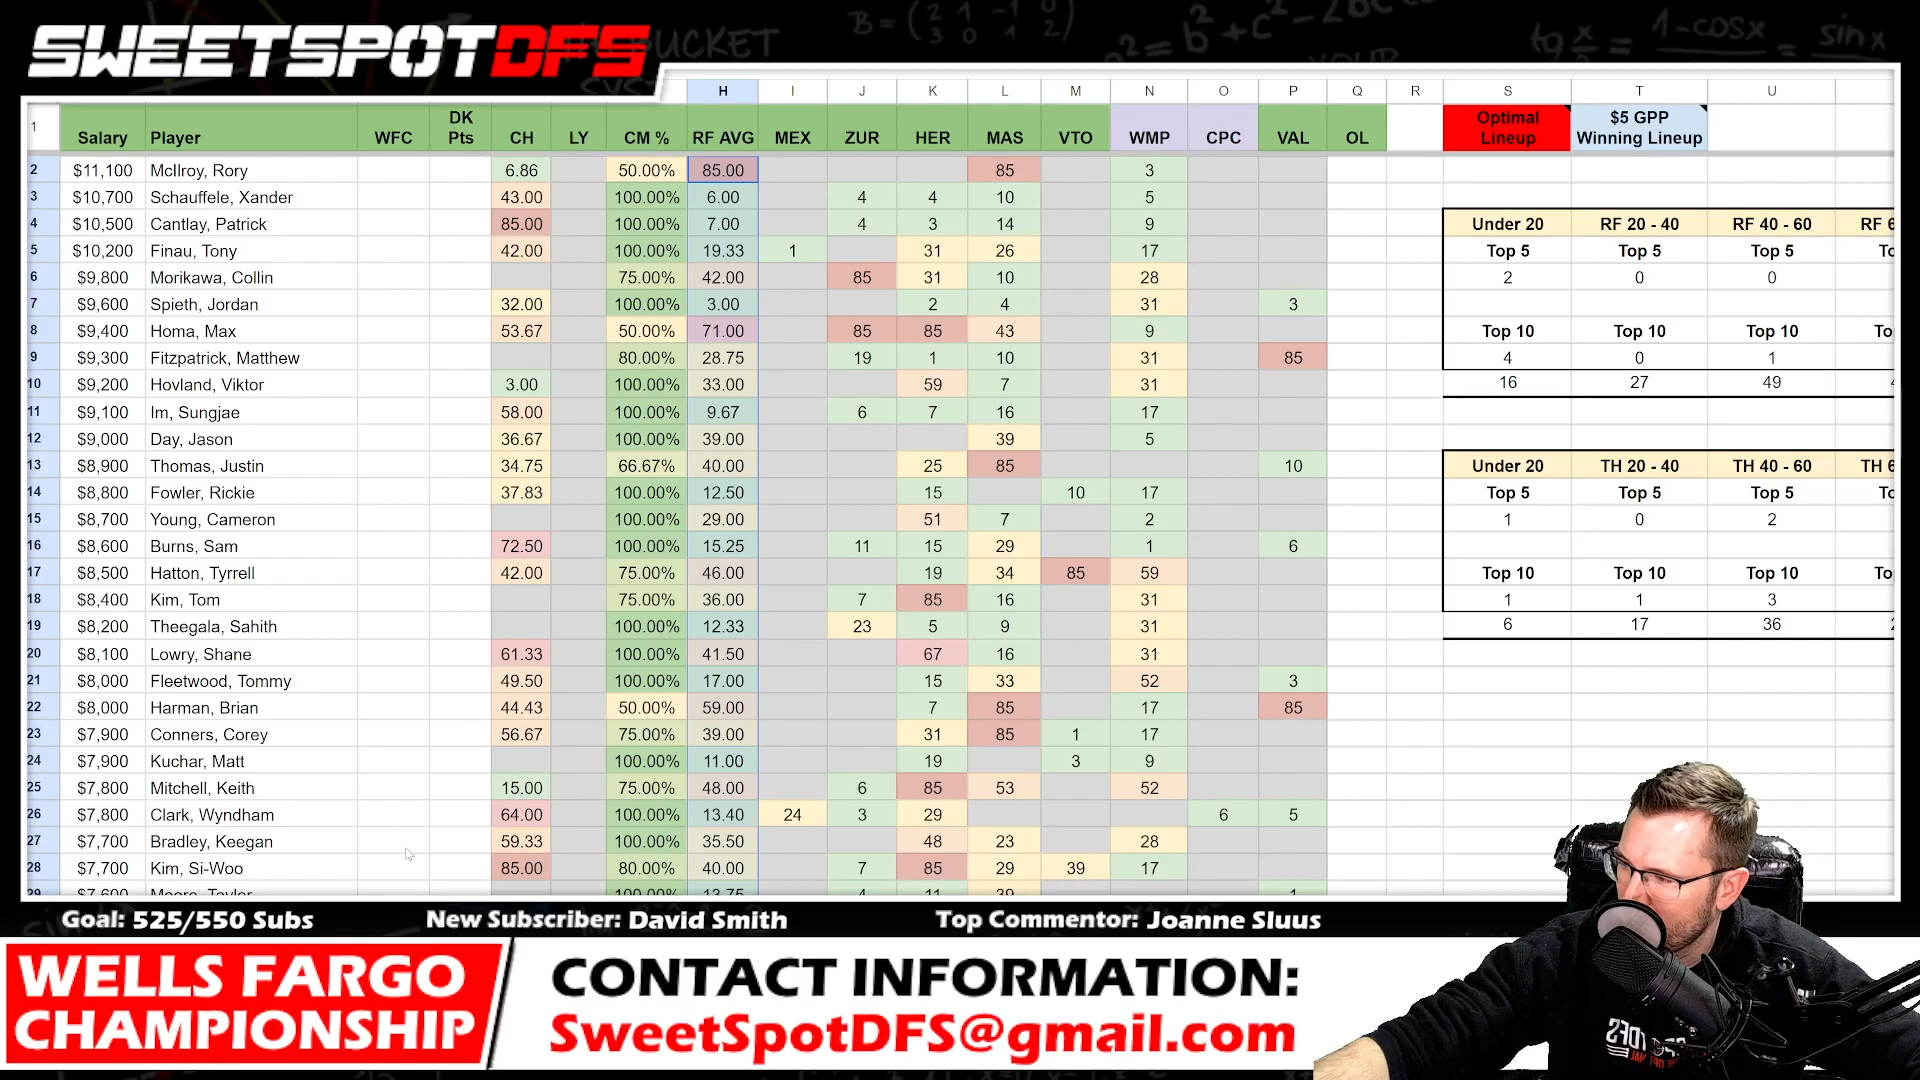 SWEETSPOTDFS
BUCKET
H I J K L M N O P Q R S T U
1 Salary Player WFC DK Pts CH LY CM % RF AVG MEX ZUR HER MAS VTO WMP CPC VAL OL Optimal Lineup $5 GPP Winning Lineup
2 $11,100 McIlroy, Rory 6.86 50.00% 85.00 85 3
3 $10,700 Schauffele, Xander 43.00 100.00% 6.00 4 4 10 5
4 $10,500 Cantlay, Patrick 85.00 100.00% 7.00 4 3 14 9 Under 20 RF 20 - 40 RF 40 - 60 RF 6
5 $10,200 Finau, Tony 42.00 100.00% 19.33 1 31 26 17 Top 5 Top 5 Top 5
6 $9,800 Morikawa, Collin 75.00% 42.00 85 31 10 28 2 0 0
7 $9,600 Spieth, Jordan 32.00 100.00% 3.00 2 4 31 3
8 $9,400 Homa, Max 53.67 50.00% 71.00 85 85 43 9 Top 10 Top 10 Top 10
9 $9,300 Fitzpatrick, Matthew 80.00% 28.75 19 1 10 31 85 4 0 1
10 $9,200 Hovland, Viktor 3.00 100.00% 33.00 59 7 31 16 27 49
11 $9,100 Im, Sungjae 58.00 100.00% 9.67 6 7 16 17
12 $9,000 Day, Jason 36.67 100.00% 39.00 39 5
13 $8,900 Thomas, Justin 34.75 66.67% 40.00 25 85 10 Under 20 TH 20 - 40 TH 40 - 60 TH 6
14 $8,800 Fowler, Rickie 37.83 100.00% 12.50 15 10 17 Top 5 Top 5 Top 5
15 $8,700 Young, Cameron 100.00% 29.00 51 7 2 1 0 2
16 $8,600 Burns, Sam 72.50 100.00% 15.25 11 15 29 1 6
17 $8,500 Hatton, Tyrrell 42.00 75.00% 46.00 19 34 85 59 Top 10 Top 10 Top 10
18 $8,400 Kim, Tom 75.00% 36.00 7 85 16 31 1 1 3
19 $8,200 Theegala, Sahith 100.00% 12.33 23 5 9 31 6 17 36
20 $8,100 Lowry, Shane 61.33 100.00% 41.50 67 16 31
21 $8,000 Fleetwood, Tommy 49.50 100.00% 17.00 15 33 52 3
22 $8,000 Harman, Brian 44.43 50.00% 59.00 7 85 17 85
23 $7,900 Conners, Corey 56.67 75.00% 39.00 31 85 1 17
24 $7,900 Kuchar, Matt 100.00% 11.00 19 3 9
25 $7,800 Mitchell, Keith 15.00 75.00% 48.00 6 85 53 52
26 $7,800 Clark, Wyndham 64.00 100.00% 13.40 24 3 29 6 5
27 $7,700 Bradley, Keegan 59.33 100.00% 35.50 48 23 28
28 $7,700 Kim, Si-Woo 85.00 80.00% 40.00 7 85 29 39 17
29 $7,600 Moore, Taylor 100.00% 13.75 4 11 39 1
Goal: 525/550 Subs New Subscriber: David Smith Top Commentor: Joanne Sluus
WELLS FARGO
CHAMPIONSHIP
CONTACT INFORMATION:
SweetSpotDFS@gmail.com